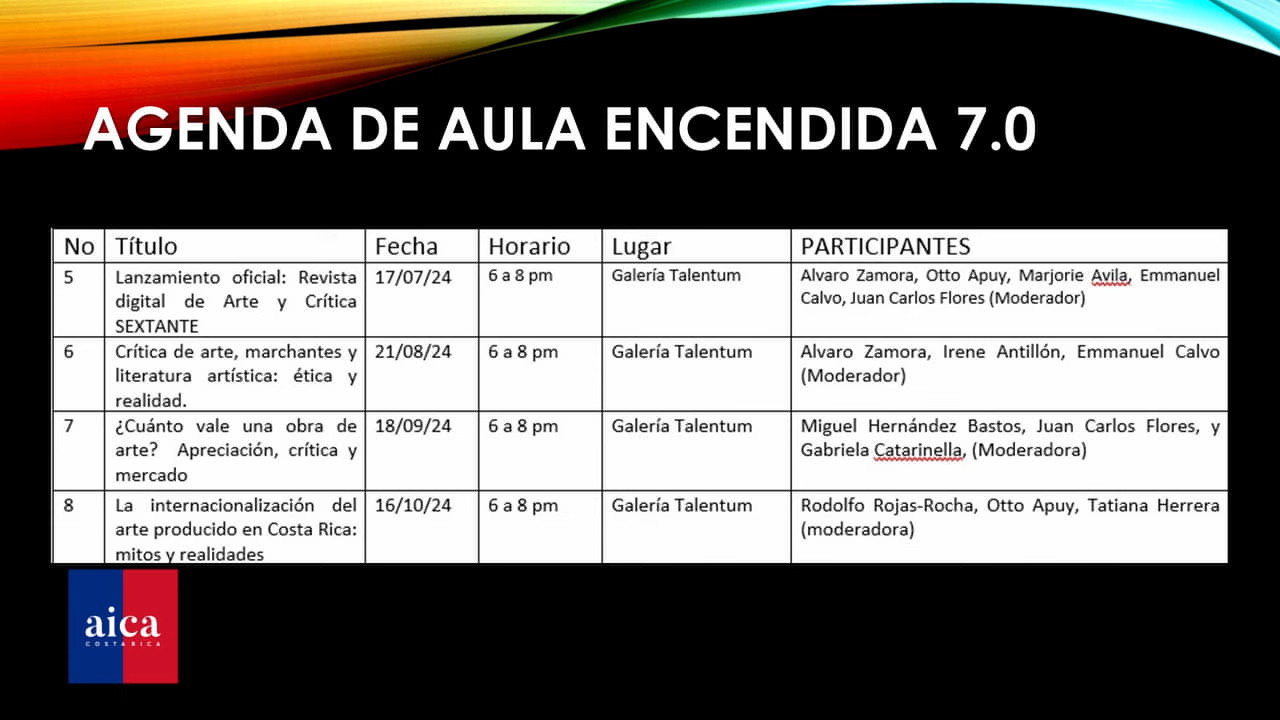 AGENDA DE AULA ENCENDIDA 7.0
No Título Fecha Horario Lugar PARTICIPANTES
5 Lanzamiento oficial: Revista 17/07/24 6 a 8 pm Galería Talentum Alvaro Zamora, Otto Apuy, Marjorie Avila, Emmanuel
digital de Arte y Crítica Calvo, Juan Carlos Flores (Moderador)
SEXTANTE
6 Crítica de arte, marchantes y 21/08/24 6 a 8 pm Galería Talentum Alvaro Zamora, Irene Antillón, Emmanuel Calvo
literatura artística: ética y (Moderador)
realidad.
7 ¿Cuánto vale una obra de 18/09/24 6 a 8 pm Galería Talentum Miguel Hernández Bastos, Juan Carlos Flores, y
arte? Apreciación, crítica y Gabriela Catarinella, (Moderadora)
mercado
8 La internacionalización del 16/10/24 6 a 8 pm Galería Talentum Rodolfo Rojas-Rocha, Otto Apuy, Tatiana Herrera
arte producido en Costa Rica: (moderadora)
mitos y realidades
aica
COSTARICA